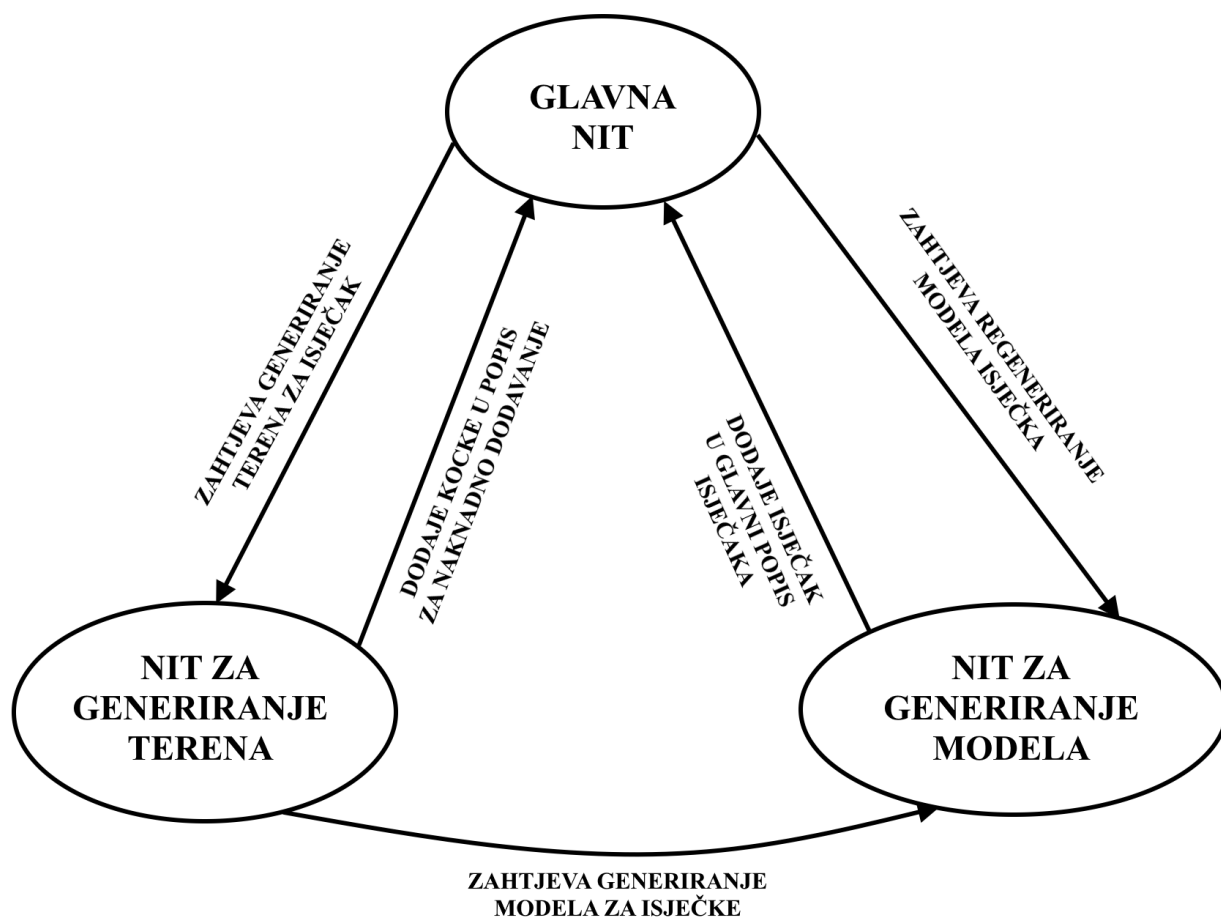 GLAVNA
NIT
ZAHTJEVA GENERIRANJE
TERENA ZA ISJEČAK
DODAJE KOCKE U POPIS
ZA NAKNADNO DODAVANJE
DODAJE ISJEČAK
U GLAVNI POPIS
ISJEČAKA
ZAHTJEVA REGENERIRANJE
MODELA ISJEČKA
NIT ZA
GENERIRANJE
TERENA
NIT ZA
GENERIRANJE
MODELA
ZAHTJEVA GENERIRANJE
MODELA ZA ISJEČKE